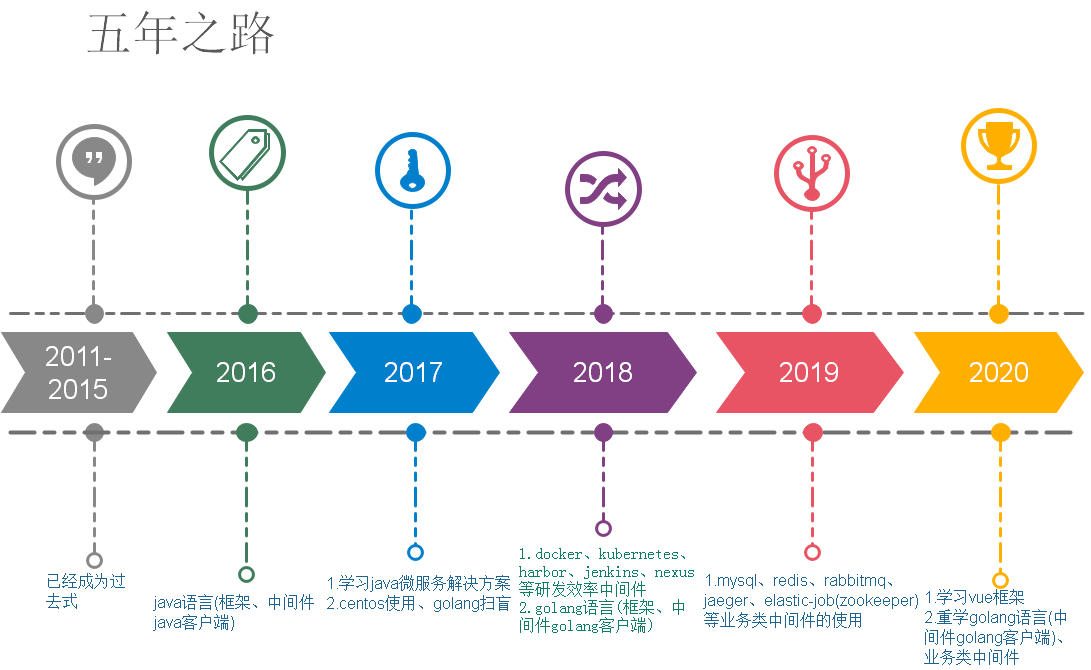 五年之路
2011-
2015
2016
2017
2018
2019
2020
已经成为过
去式
java语言(框架、中间件
java客户端)
1.学习java微服务解决方案
2.centos使用、golang扫盲
1.docker、kubernetes、
harbor、jenkins、nexus
等研发效率中间件
2.golang语言(框架、中
间件golang客户端)
1.mysql、redis、rabbitmq、
jaeger、elastic-job(zookeeper)
等业务类中间件的使用
1.学习vue框架
2.重学golang语言(中
间件golang客户端)、
业务类中间件